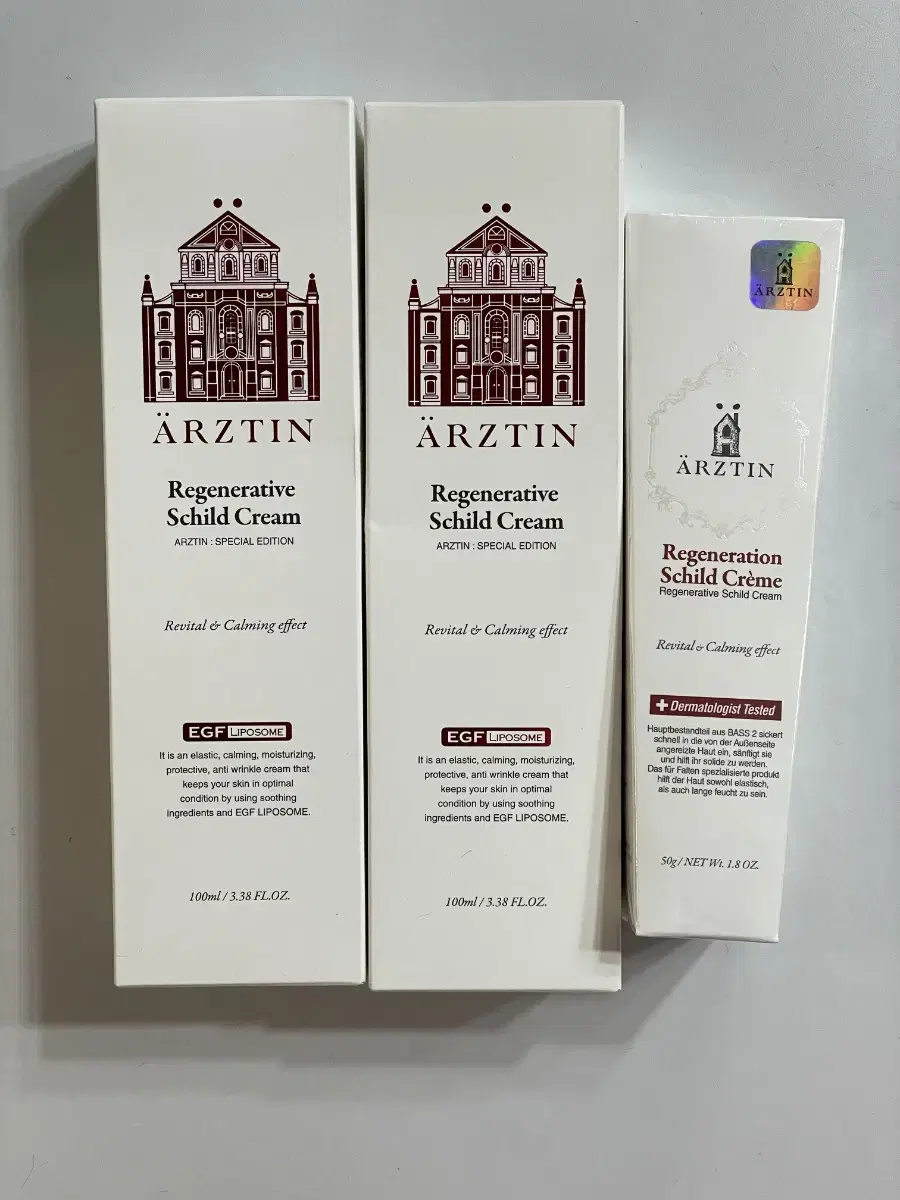 ÄRZTIN
Regenerative
Schild Cream
ARZTIN : SPECIAL EDITION
Revital & Calming effect
EGF LIPOSOME
It is an elastic, calming, moisturizing,
protective, anti wrinkle cream that
keeps your skin in optimal
condition by using soothing
ingredients and EGF LIPOSOME.
100ml / 3.38 FL.OZ.
ÄRZTIN
Regenerative
Schild Cream
ARZTIN : SPECIAL EDITION
Revital & Calming effect
EGF LIPOSOME
It is an elastic, calming, moisturizing,
protective, anti wrinkle cream that
keeps your skin in optimal
condition by using soothing
ingredients and EGF LIPOSOME.
100ml / 3.38 FL.OZ.
ÄRZTIN
ÄRZTIN
Regeneration
Schild Crème
Regenerative Schild Cream
Revital & Calming effect
Dermatologist Tested
Hauptbestandteil aus BASS 2 sickert
schnell in die von der Außenseite
angereizte Haut ein, sänftigt sie
und hilft ihr solide zu werden.
Das für Falten spezialisierte produkt
hilft der Haut sowohl elastisch,
als auch lange feucht zu sein.
50g / NET Wt. 1.8 OZ.